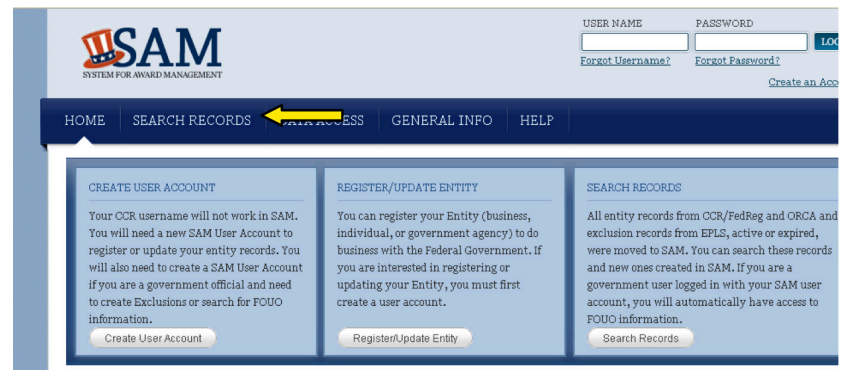 USER NAME PASSWORD
SAM
SYSTEM FOR AWARD MANAGEMENT
Forgot Username? Forgot Password?
Create an
HOME SEARCH RECORDS GENERAL INFO HELP
CREATE USER ACCOUNT
Your CCR username will not work in SAM.
You will need a new SAM User Account to
register or update your entity records. You
will also need to create a SAM User Account
if you are a government official and need
to create Exclusions or search for FOUO
information.
Create User Account
REGISTER/UPDATE ENTITY
You can register your Entity (business,
individual, or government agency) to do
business with the Federal Government. If
you are interested in registering or
updating your Entity, you must first
create a user account.
Register/Update Entity
SEARCH RECORDS
All entity records from CCR/FedReg and ORCA and
exclusion records from EPLS, active or expired,
were moved to SAM. You can search these records
and new ones created in SAM. If you are a
government user logged in with your SAM user
account, you will automatically have access to
FOUO information.
Search Records